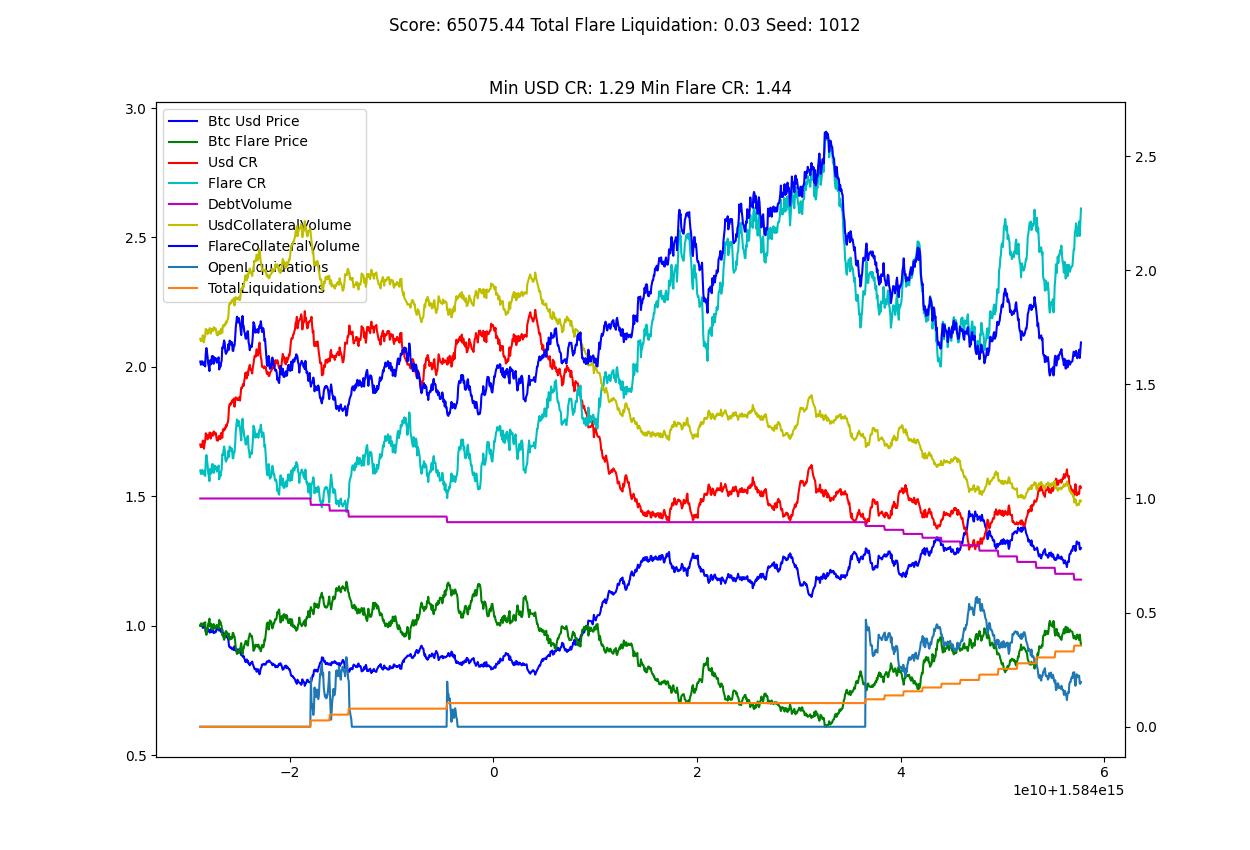 Score: 65075.44 Total Flare Liquidation: 0.03 Seed: 1012
Min USD CR: 1.29 Min Flare CR: 1.44
3.0
2.5
2.0
1.5
1.0
0.5
Btc Usd Price
Btc Flare Price
Usd CR
Flare CR
DebtVolume
UsdCollateralVolume
FlareCollateralVolume
OpenLiquidations
TotalLiquidations
2.5
2.0
1.5
1.0
0.5
0.0
−2 0 2 4 6
1e10+1.584e15